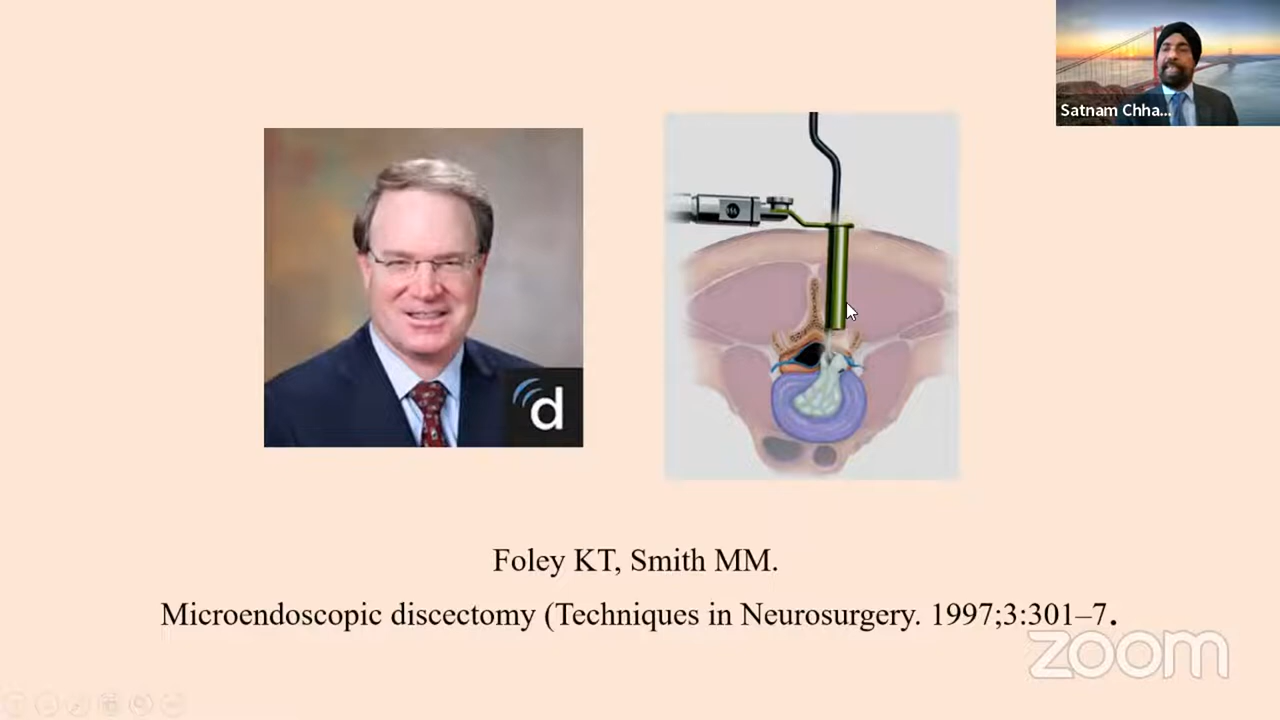 Satnam Chha...
d
Foley KT, Smith MM.
Microendoscopic discectomy (Techniques in Neurosurgery. 1997;3:301–7.
zoom